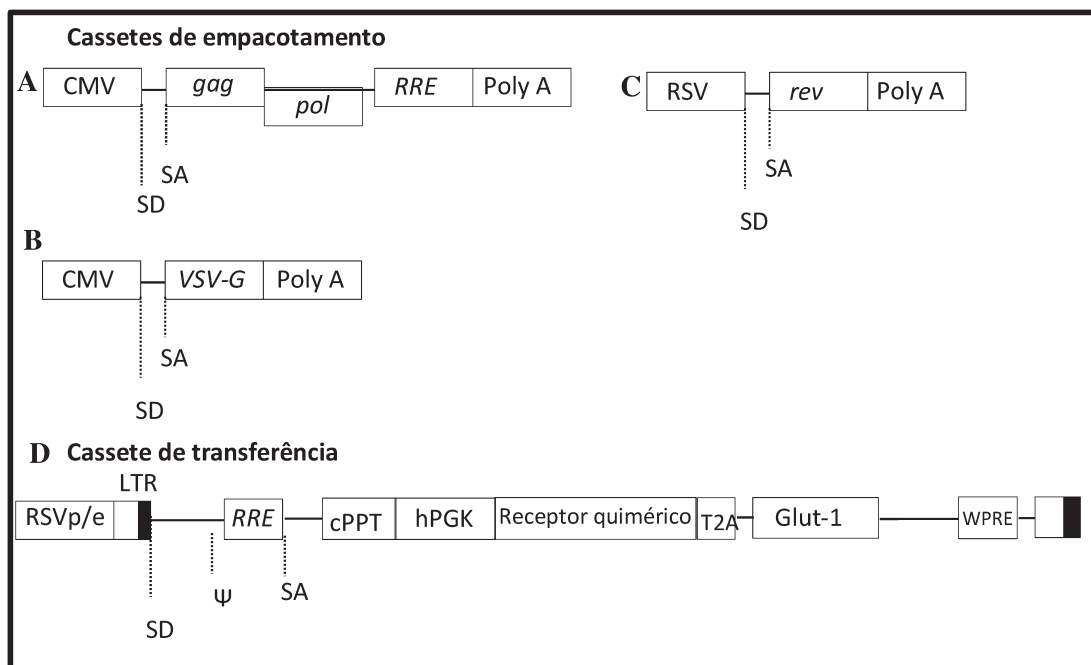 Cassetes de empacotamento
A CMV gag pol RRE Poly A
SA
SD
C RSV rev Poly A
SA
SD
B
CMV VSV-G Poly A
SA
SD
D Cassete de transferência
LTR
RSVp/e RRE cPPT hPGK Receptor quimérico T2A Glut-1 WPRE
Ψ SA
SD